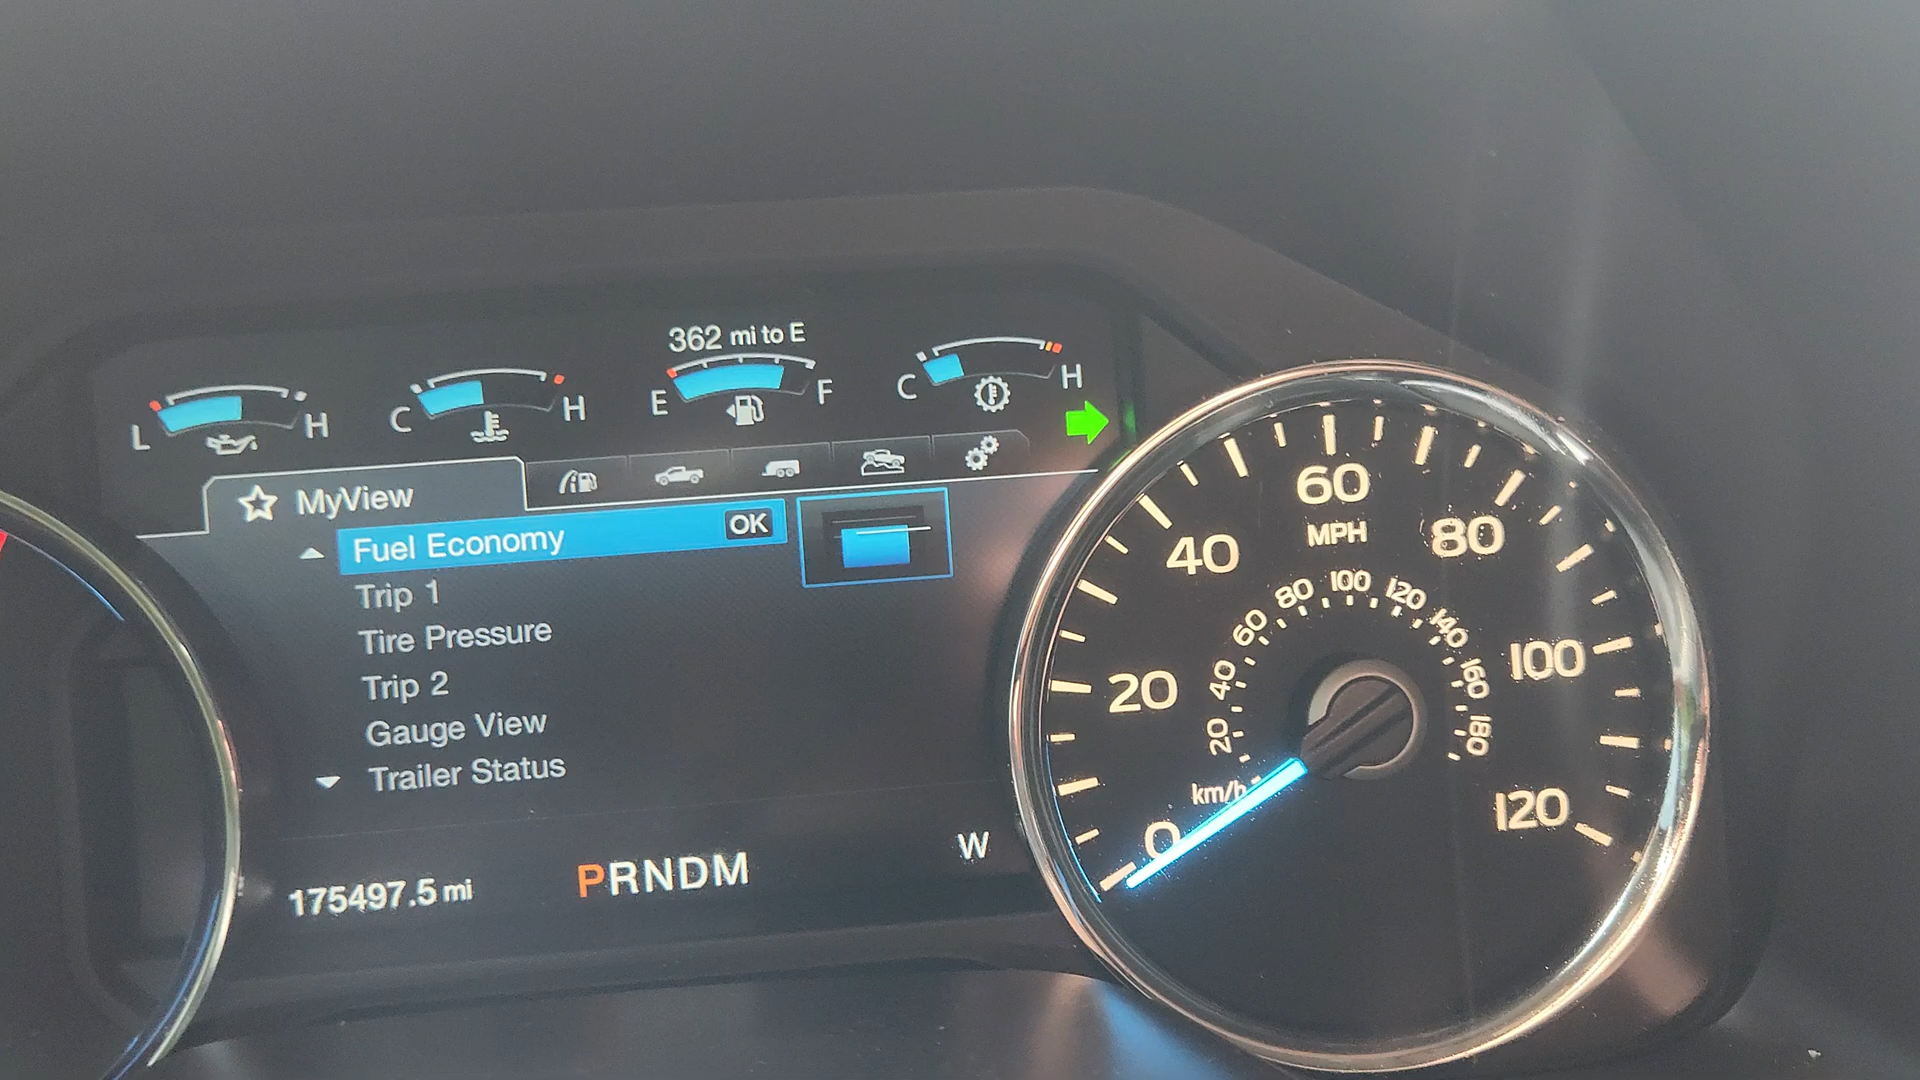 362 mi to E
L H
C H
E F
C H
MyView
Fuel Economy OK
Trip 1
Tire Pressure
Trip 2
Gauge View
Trailer Status
175497.5 mi
PRNDM
W
0
20
40
60
80
100
120
MPH
km/h
20
40
60
80
100
120
140
160
180